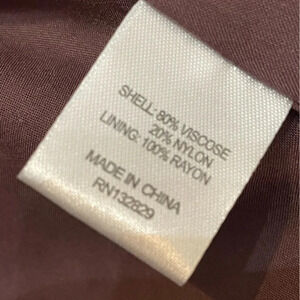 SHELL: 80% VISCOSE
20% NYLON
LINING: 100% RAYON
MADE IN CHINA
RN132829